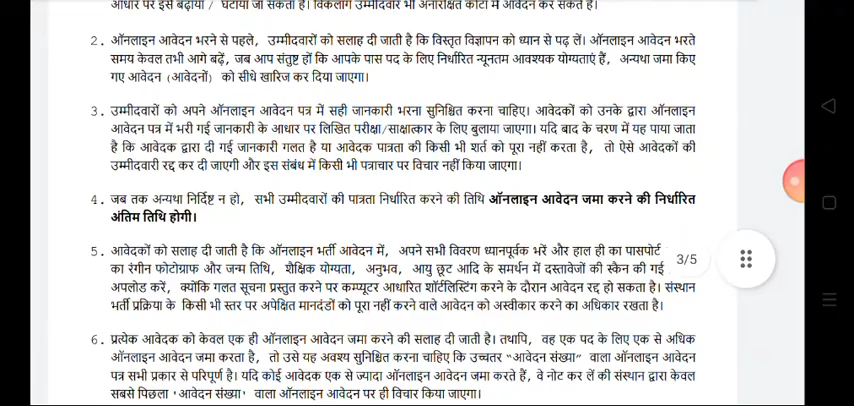 आधार पर इसे बढ़ाया / घटाया जा सकता है। विकलांग उम्मीदवार भी अनारक्षित कोटा में आवेदन कर सकते हैं।
2. ऑनलाइन आवेदन भरने से पहले, उम्मीदवारों को सलाह दी जाती है कि विस्तृत विज्ञापन को ध्यान से पढ़ लें। ऑनलाइन आवेदन भरते
समय केवल तभी आगे बढ़ें, जब आप संतुष्ट हों कि आपके पास पद के लिए निर्धारित न्यूनतम आवश्यक योग्यताएं हैं, अन्यथा जमा किए
गए आवेदन (आवेदनों) को सीधे खारिज कर दिया जाएगा।
3. उम्मीदवारों को अपने ऑनलाइन आवेदन पत्र में सही जानकारी भरना सुनिश्चित करना चाहिए। आवेदकों को उनके द्वारा ऑनलाइन
आवेदन पत्र में भरी गई जानकारी के आधार पर लिखित परीक्षा/साक्षात्कार के लिए बुलाया जाएगा। यदि बाद के चरण में यह पाया जाता
है कि आवेदक द्वारा दी गई जानकारी गलत है या आवेदक पात्रता की किसी भी शर्त को पूरा नहीं करता है, तो ऐसे आवेदकों की
उम्मीदवारी रद्द कर दी जाएगी और इस संबंध में किसी भी पत्राचार पर विचार नहीं किया जाएगा।
4. जब तक अन्यथा निर्दिष्ट न हो, सभी उम्मीदवारों की पात्रता निर्धारित करने की तिथि ऑनलाइन आवेदन जमा करने की निर्धारित
अंतिम तिथि होगी।
5. आवेदकों को सलाह दी जाती है कि ऑनलाइन भर्ती आवेदन में, अपने सभी विवरण ध्यानपूर्वक भरें और हाल ही का पासपोर्ट
का रंगीन फोटोग्राफ और जन्म तिथि, शैक्षिक योग्यता, अनुभव, आयु छूट आदि के समर्थन में दस्तावेजों की स्कैन की गई
3/5
अपलोड करें, क्योंकि गलत सूचना प्रस्तुत करने पर कम्प्यूटर आधारित शॉर्टलिस्टिंग करने के दौरान आवेदन रद्द हो सकता है। संस्थान
भर्ती प्रक्रिया के किसी भी स्तर पर अपेक्षित मानदंडों को पूरा नहीं करने वाले आवेदन को अस्वीकार करने का अधिकार रखता है।
6. प्रत्येक आवेदक को केवल एक ही ऑनलाइन आवेदन जमा करने की सलाह दी जाती है। तथापि, वह एक पद के लिए एक से अधिक
ऑनलाइन आवेदन जमा करता है, तो उसे यह अवश्य सुनिश्चित करना चाहिए कि उच्चतर "आवेदन संख्या" वाला ऑनलाइन आवेदन
पत्र सभी प्रकार से परिपूर्ण है। यदि कोई आवेदक एक से ज्यादा ऑनलाइन आवेदन जमा करते हैं, वे नोट कर लें की संस्थान द्वारा केवल
सबसे पिछला 'आवेदन संख्या' वाला ऑनलाइन आवेदन पर ही विचार किया जाएगा।